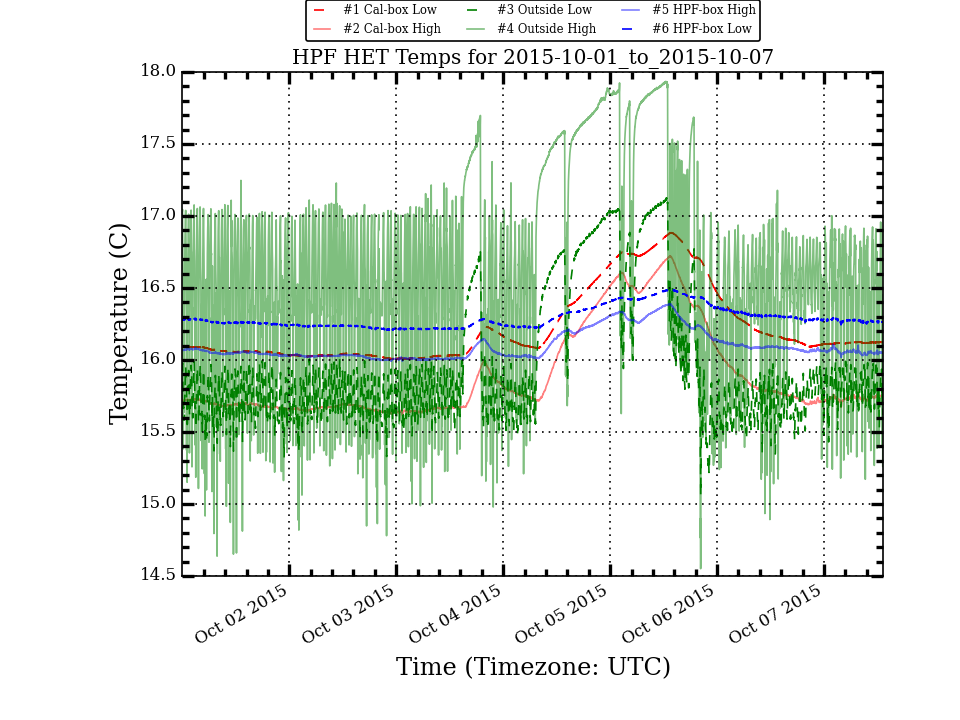 #1 Cal-box Low #3 Outside Low #5 HPF-box High
#2 Cal-box High #4 Outside High #6 HPF-box Low
HPF HET Temps for 2015-10-01_to_2015-10-07
18.0
17.5
17.0
16.5
16.0
15.5
15.0
14.5
Temperature (C)
Oct 02 2015 Oct 03 2015 Oct 04 2015 Oct 05 2015 Oct 06 2015 Oct 07 2015
Time (Timezone: UTC)